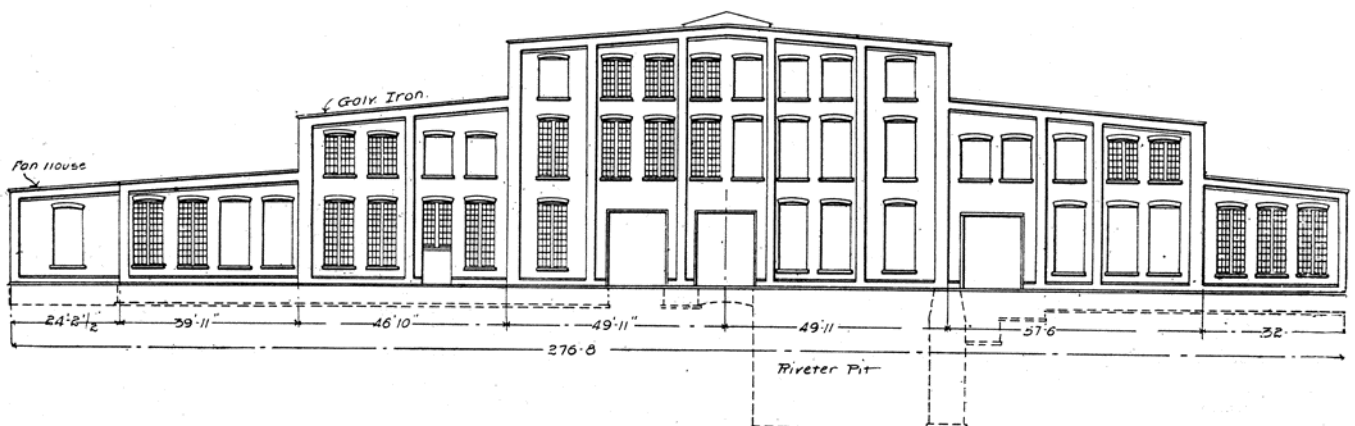 Galv. Iron.
Fan House
24'-2½"
39'-11"
46'10"
49'-11"
49'-11
57'6
32
276-8
Riveter Pit